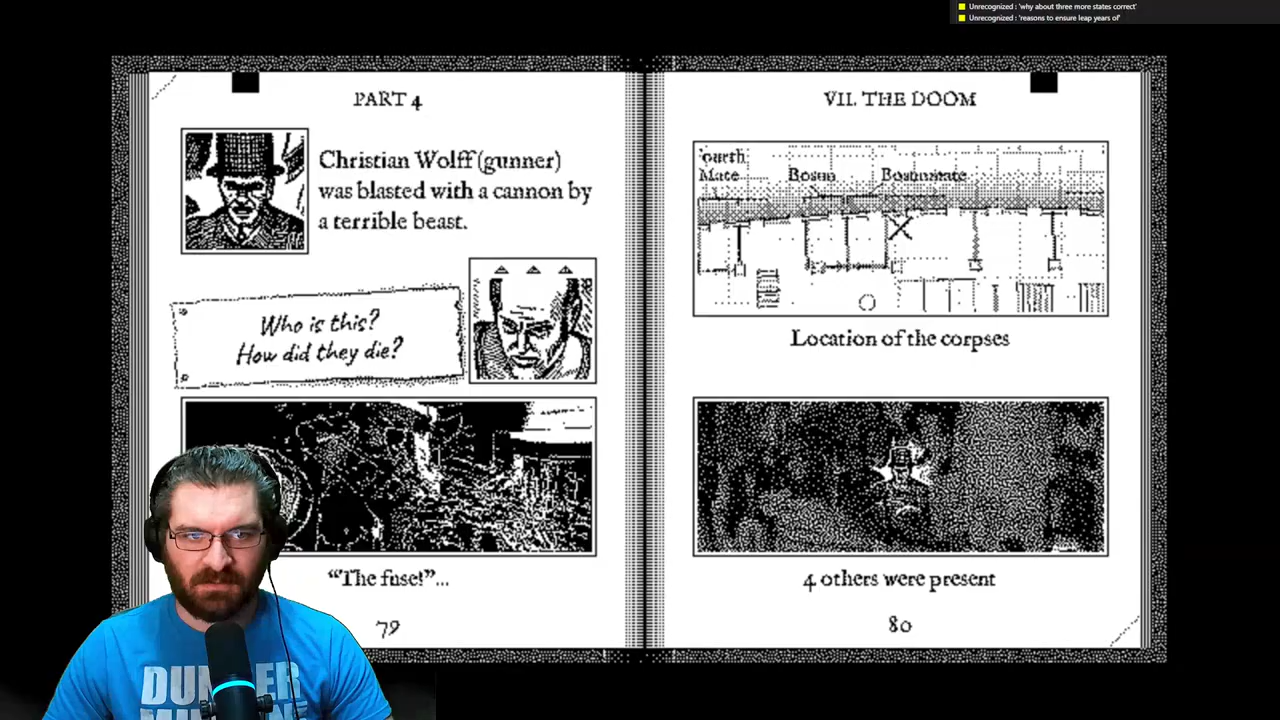 Unrecognized : 'why about three more states correct'
Unrecognized : 'reasons to ensure leap years of'
PART 4
Christian Wolff (gunner)
was blasted with a cannon by
a terrible beast.
Who is this?
How did they die?
"The fuse!"...
79
VII. THE DOOM
Mate
Bosun
Location of the corpses
4 others were present
80